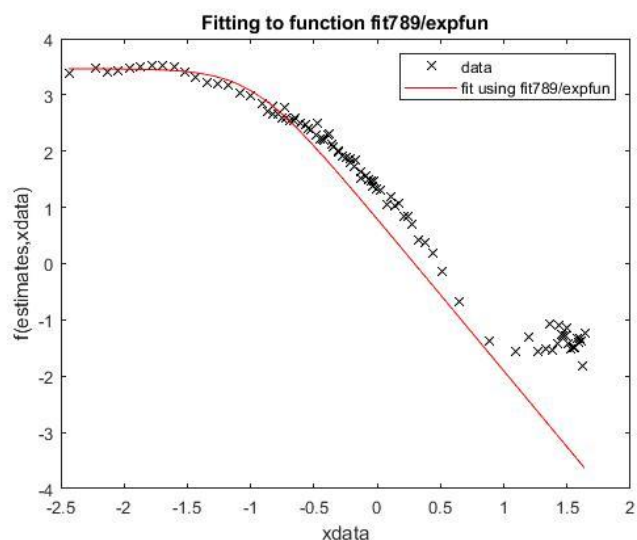 Fitting to function fit789/expfun
data
fit using fit789/expfun
f(estimates,xdata)
4
3
2
1
0
-1
-2
-3
-4
-2.5 -2 -1.5 -1 -0.5 0 0.5 1 1.5 2
xdata